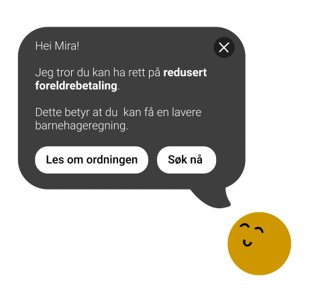 Hei Mira!
Jeg tror du kan ha rett på redusert
foreldrebetaling.
Dette betyr at du kan få en lavere
barnehageregning.
Les om ordningen
Søk nå